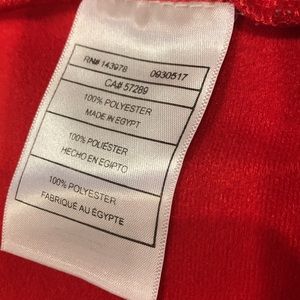 RN# 143978 0930517
CA# 57289
100% POLYESTER
MADE IN EGYPT
100% POLIÉSTER
HECHO EN EGIPTO
100% POLYESTER
FABRIQUÉ AU ÉGYPTE